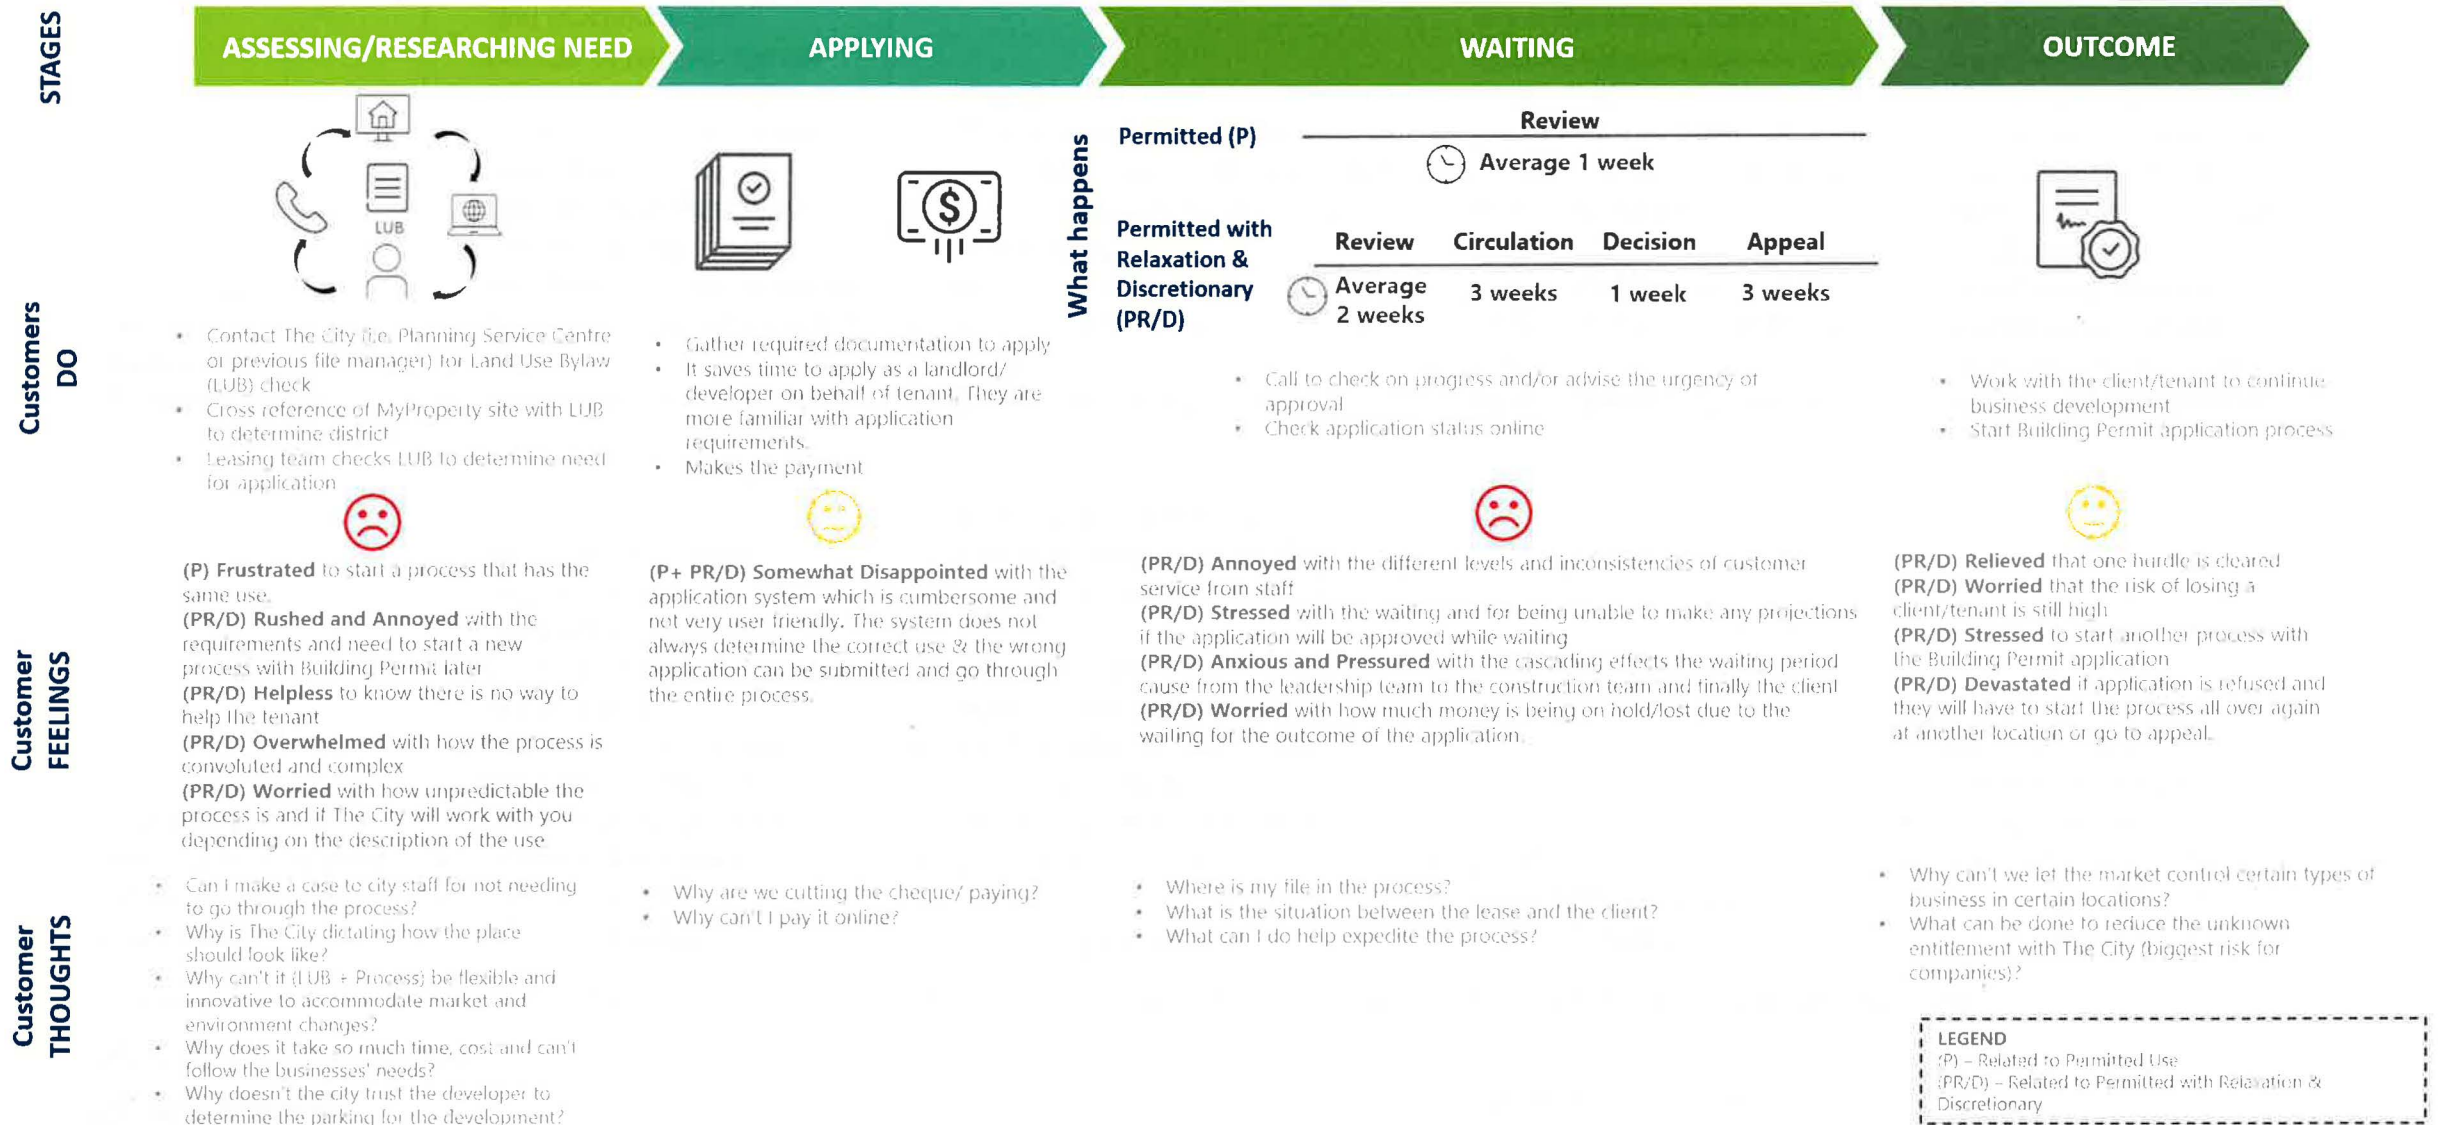 STAGES
ASSESSING/RESEARCHING NEED
APPLYING
WAITING
OUTCOME
Customers
DO
LUB
• Contact The City (i.e. Planning Service Centre
or previous file manager) for Land Use Bylaw
(LUB) check
• Cross reference of MyProperty site with LUB
to determine district
• Leasing team checks LUB to determine need
for application
• Gather required documentation to apply
• It saves time to apply as a landlord/
developer on behalf of tenant. They are
more familiar with application
requirements.
• Makes the payment
What happens
Permitted (P)
Review
Average 1 week
Permitted with
Relaxation &
Discretionary
(PR/D)
Review Circulation Decision Appeal
Average
2 weeks
3 weeks
1 week
3 weeks
• Call to check on progress and/or advise the urgency of
approval
• Check application status online
• Work with the client/tenant to continue
business development
• Start Building Permit application process
Customer
FEELINGS
(P) Frustrated to start a process that has the
same use.
(PR/D) Rushed and Annoyed with the
requirements and need to start a new
process with Building Permit later
(PR/D) Helpless to know there is no way to
help the tenant
(PR/D) Overwhelmed with how the process is
convoluted and complex
(PR/D) Worried with how unpredictable the
process is and if The City will work with you
depending on the description of the use
(P+ PR/D) Somewhat Disappointed with the
application system which is cumbersome and
not very user friendly. The system does not
always determine the correct use & the wrong
application can be submitted and go through
the entire process.
(PR/D) Annoyed with the different levels and inconsistencies of customer
service from staff
(PR/D) Stressed with the waiting and for being unable to make any projections
if the application will be approved while waiting
(PR/D) Anxious and Pressured with the cascading effects the waiting period
cause from the leadership team to the construction team and finally the client
(PR/D) Worried with how much money is being on hold/lost due to the
waiting for the outcome of the application.
(PR/D) Relieved that one hurdle is cleared
(PR/D) Worried that the risk of losing a
client/tenant is still high
(PR/D) Stressed to start another process with
the Building Permit application
(PR/D) Devastated if application is refused and
they will have to start the process all over again
at another location or go to appeal.
Customer
THOUGHTS
• Can I make a case to city staff for not needing
to go through the process?
• Why is The City dictating how the place
should look like?
• Why can't it (LUB + Process) be flexible and
innovative to accommodate market and
environment changes?
• Why does it take so much time, cost and can't
follow the businesses' needs?
• Why doesn't the city trust the developer to
determine the parking for the development?
• Why are we cutting the cheque/ paying?
• Why can't I pay it online?
• Where is my file in the process?
• What is the situation between the lease and the client?
• What can I do help expedite the process?
• Why can't we let the market control certain types of
business in certain locations?
• What can be done to reduce the unknown
entitlement with The City (biggest risk for
companies)?
LEGEND
(P) – Related to Permitted Use
(PR/D) – Related to Permitted with Relaxation &
Discretionary